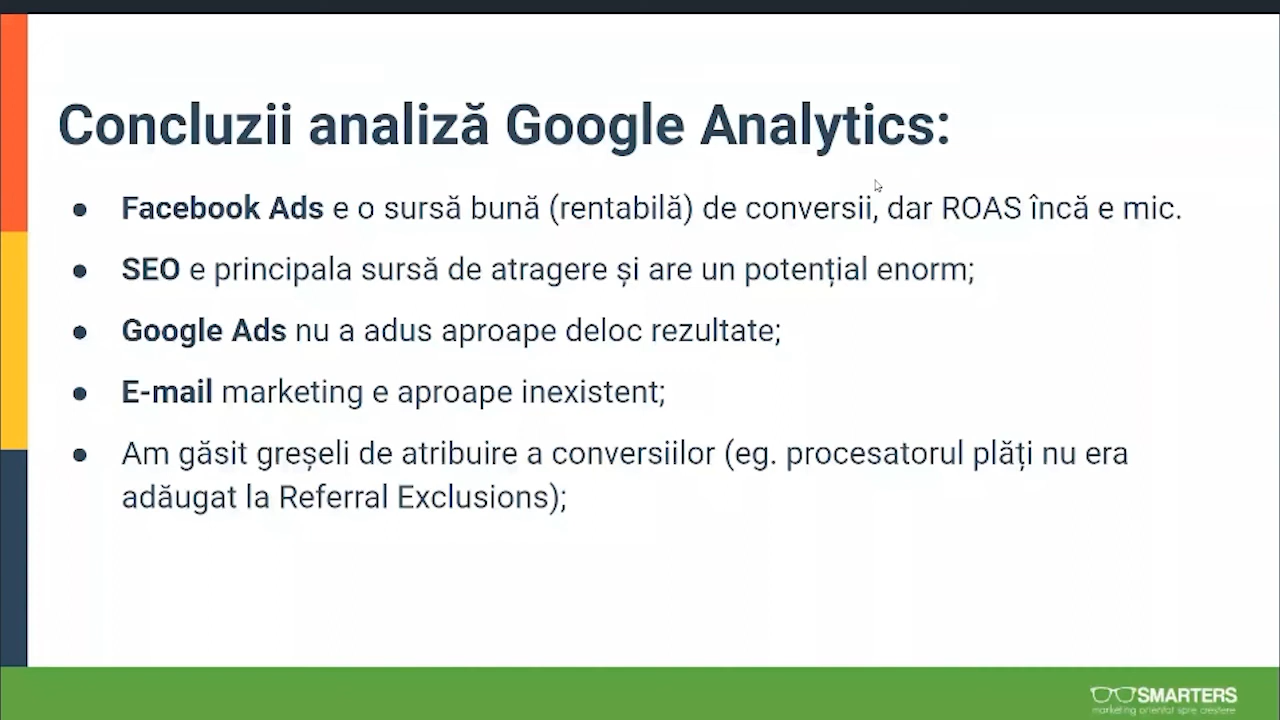 Concluzii analiză Google Analytics:
● Facebook Ads e o sursă bună (rentabilă) de conversii, dar ROAS încă e mic.
● SEO e principala sursă de atragere și are un potențial enorm;
● Google Ads nu a adus aproape deloc rezultate;
● E-mail marketing e aproape inexistent;
● Am găsit greșeli de atribuire a conversiilor (eg. procesatorul plăți nu era
adăugat la Referral Exclusions);
SMARTERS
marketing orientat spre creștere